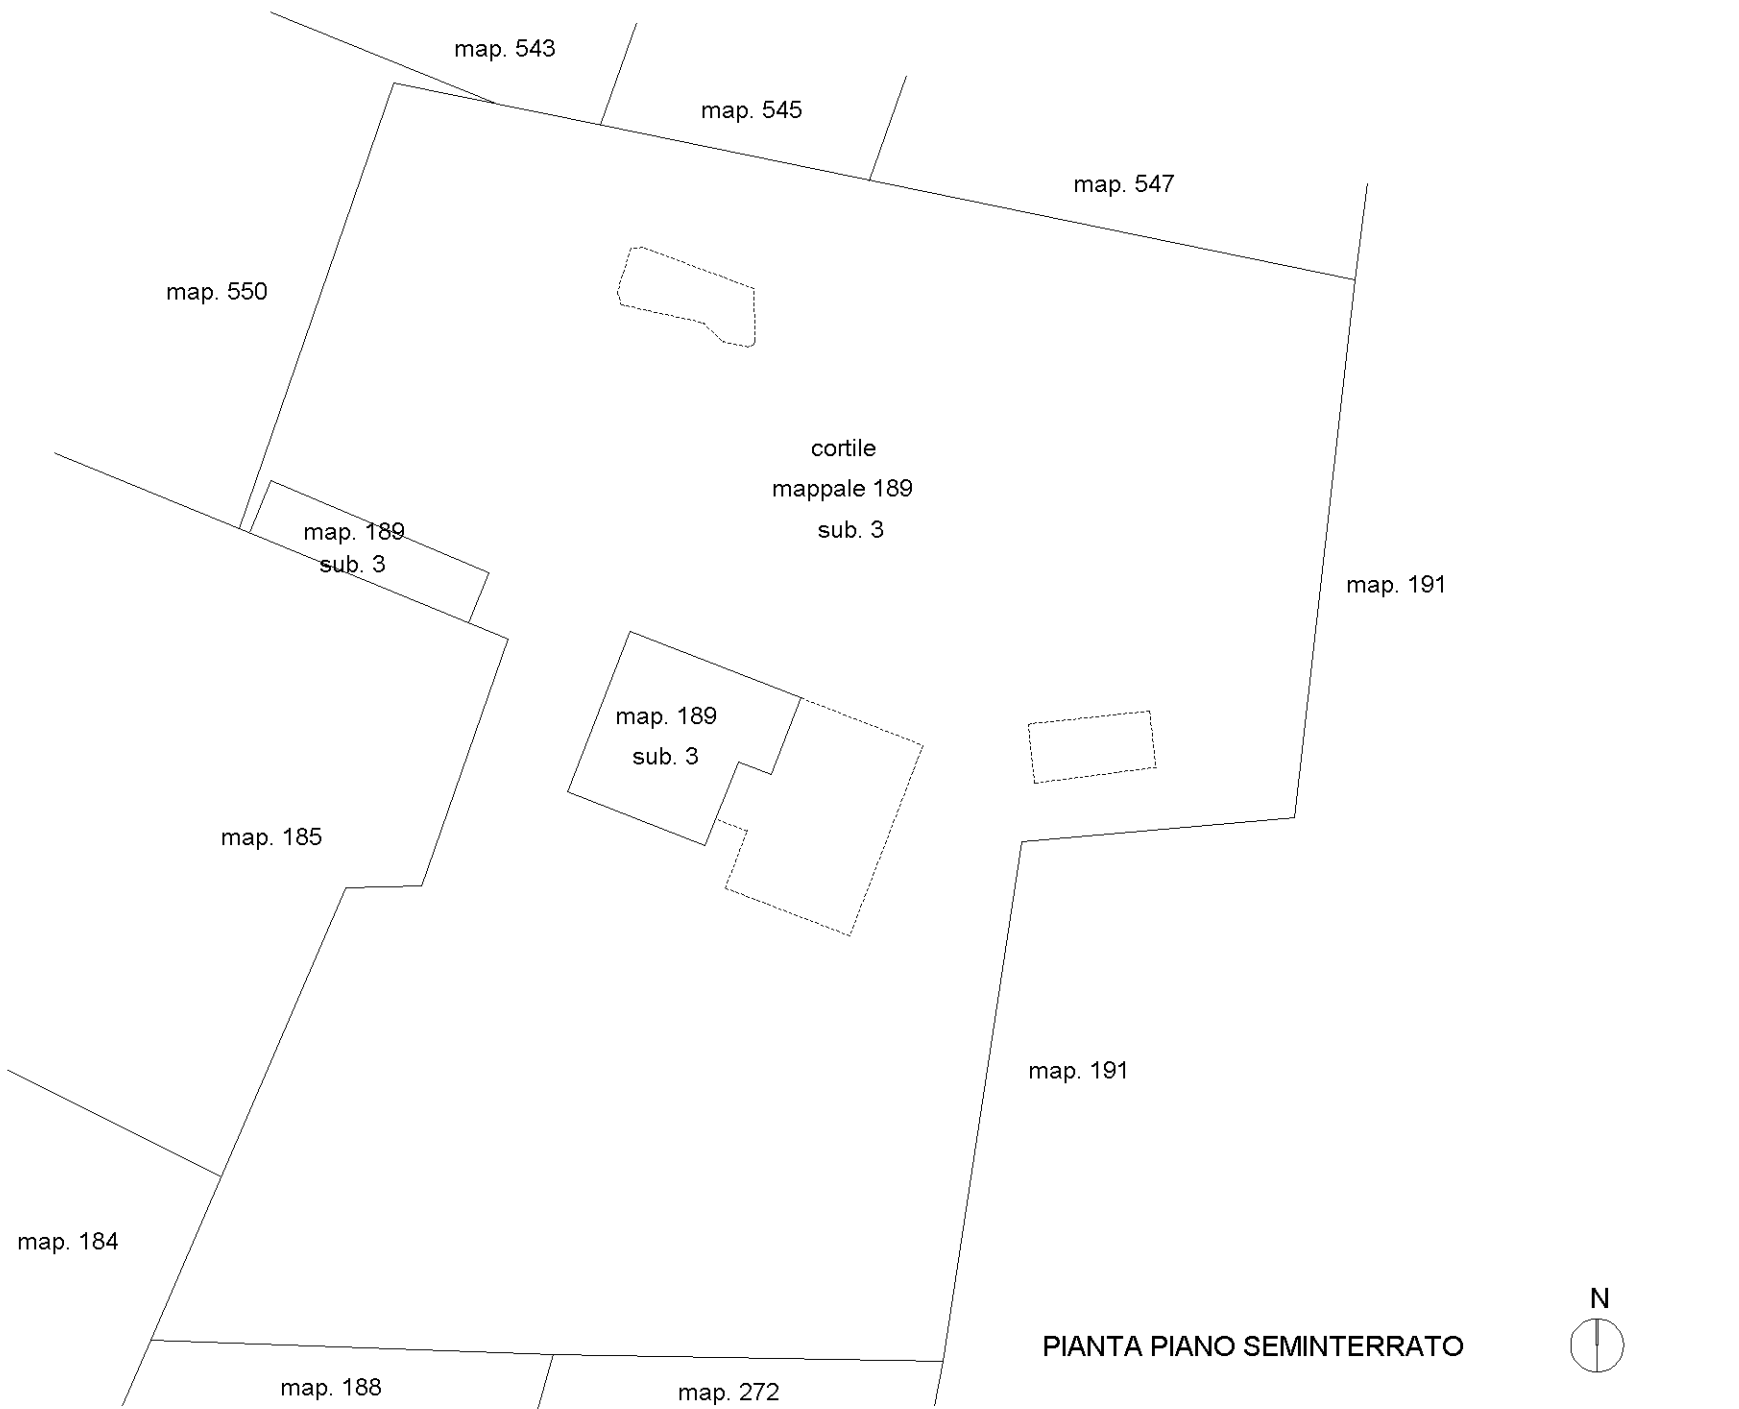 map. 543
map. 545
map. 547
map. 550
cortile
mappale 189
sub. 3
map. 189
sub. 3
map. 191
map. 189
sub. 3
map. 185
map. 191
map. 184
N
PIANTA PIANO SEMINTERRATO
map. 188
map. 272